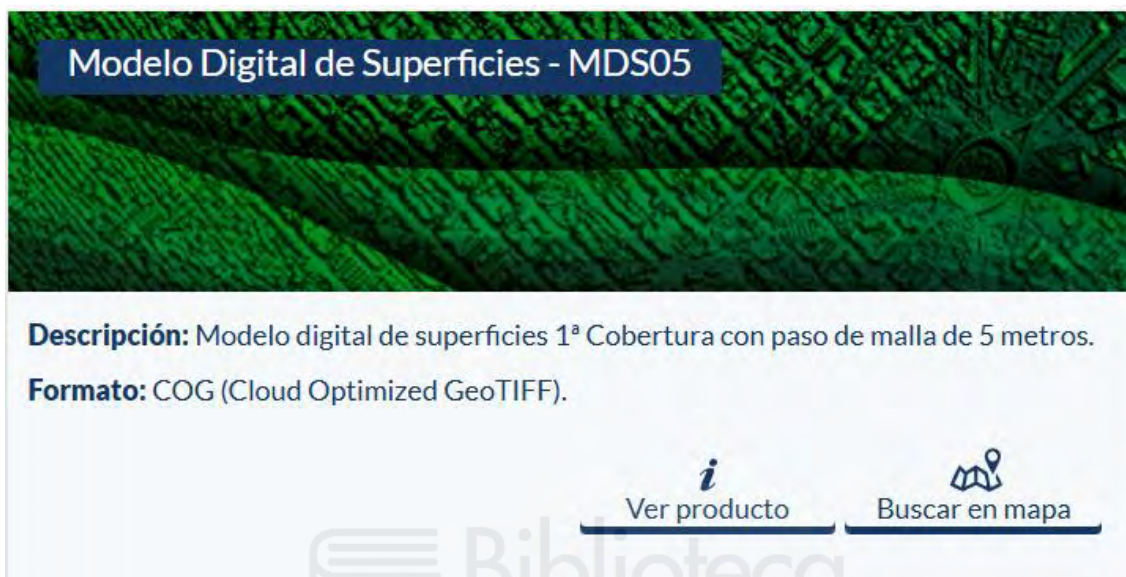 Modelo Digital de Superficies - MDS05
Descripción: Modelo digital de superficies 1ª Cobertura con paso de malla de 5 metros.
Formato: COG (Cloud Optimized GeoTIFF).
Ver producto Buscar en mapa
Biblioteca